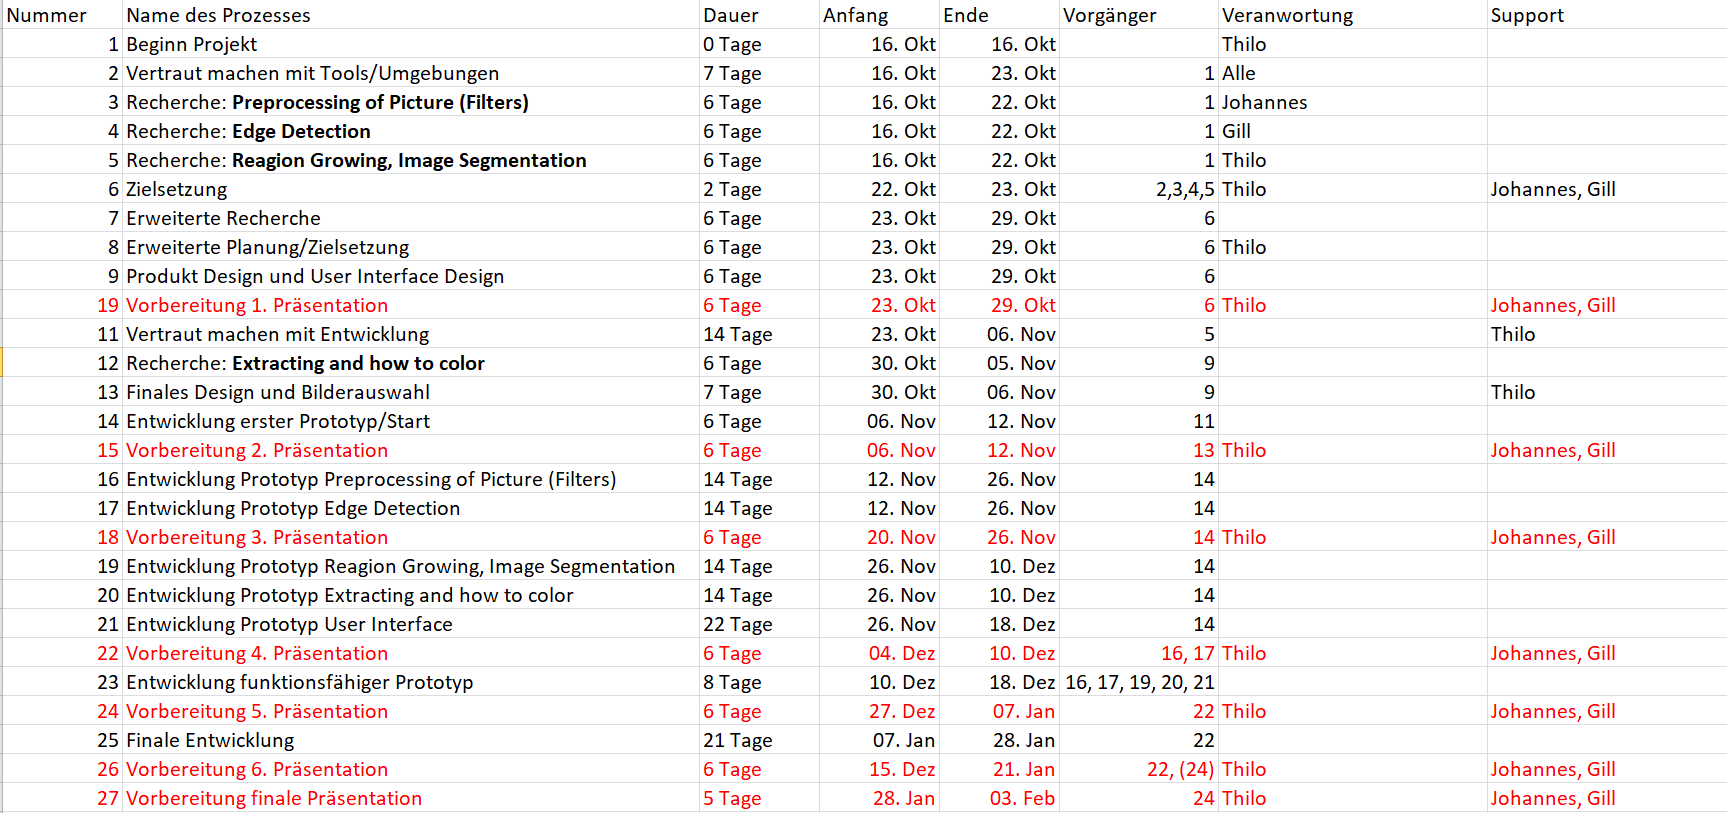 Nummer Name des Prozesses Dauer Anfang Ende Vorgänger Veranwortung Support
1 Beginn Projekt 0 Tage 16. Okt 16. Okt Thilo
2 Vertraut machen mit Tools/Umgebungen 7 Tage 16. Okt 23. Okt 1 Alle
3 Recherche: Preprocessing of Picture (Filters) 6 Tage 16. Okt 22. Okt 1 Johannes
4 Recherche: Edge Detection 6 Tage 16. Okt 22. Okt 1 Gill
5 Recherche: Reagion Growing, Image Segmentation 6 Tage 16. Okt 22. Okt 1 Thilo
6 Zielsetzung 2 Tage 22. Okt 23. Okt 2,3,4,5 Thilo Johannes, Gill
7 Erweiterte Recherche 6 Tage 23. Okt 29. Okt 6
8 Erweiterte Planung/Zielsetzung 6 Tage 23. Okt 29. Okt 6 Thilo
9 Produkt Design und User Interface Design 6 Tage 23. Okt 29. Okt 6
19 Vorbereitung 1. Präsentation 6 Tage 23. Okt 29. Okt 6 Thilo Johannes, Gill
11 Vertraut machen mit Entwicklung 14 Tage 23. Okt 06. Nov 5 Thilo
12 Recherche: Extracting and how to color 6 Tage 30. Okt 05. Nov 9
13 Finales Design und Bilderauswahl 7 Tage 30. Okt 06. Nov 9 Thilo
14 Entwicklung erster Prototyp/Start 6 Tage 06. Nov 12. Nov 11
15 Vorbereitung 2. Präsentation 6 Tage 06. Nov 12. Nov 13 Thilo Johannes, Gill
16 Entwicklung Prototyp Preprocessing of Picture (Filters) 14 Tage 12. Nov 26. Nov 14
17 Entwicklung Prototyp Edge Detection 14 Tage 12. Nov 26. Nov 14
18 Vorbereitung 3. Präsentation 6 Tage 20. Nov 26. Nov 14 Thilo Johannes, Gill
19 Entwicklung Prototyp Reagion Growing, Image Segmentation 14 Tage 26. Nov 10. Dez 14
20 Entwicklung Prototyp Extracting and how to color 14 Tage 26. Nov 10. Dez 14
21 Entwicklung Prototyp User Interface 22 Tage 26. Nov 18. Dez 14
22 Vorbereitung 4. Präsentation 6 Tage 04. Dez 10. Dez 16, 17 Thilo Johannes, Gill
23 Entwicklung funktionsfähiger Prototyp 8 Tage 10. Dez 18. Dez 16, 17, 19, 20, 21
24 Vorbereitung 5. Präsentation 6 Tage 27. Dez 07. Jan 22 Thilo Johannes, Gill
25 Finale Entwicklung 21 Tage 07. Jan 28. Jan 22
26 Vorbereitung 6. Präsentation 6 Tage 15. Dez 21. Jan 22, (24) Thilo Johannes, Gill
27 Vorbereitung finale Präsentation 5 Tage 28. Jan 03. Feb 24 Thilo Johannes, Gill